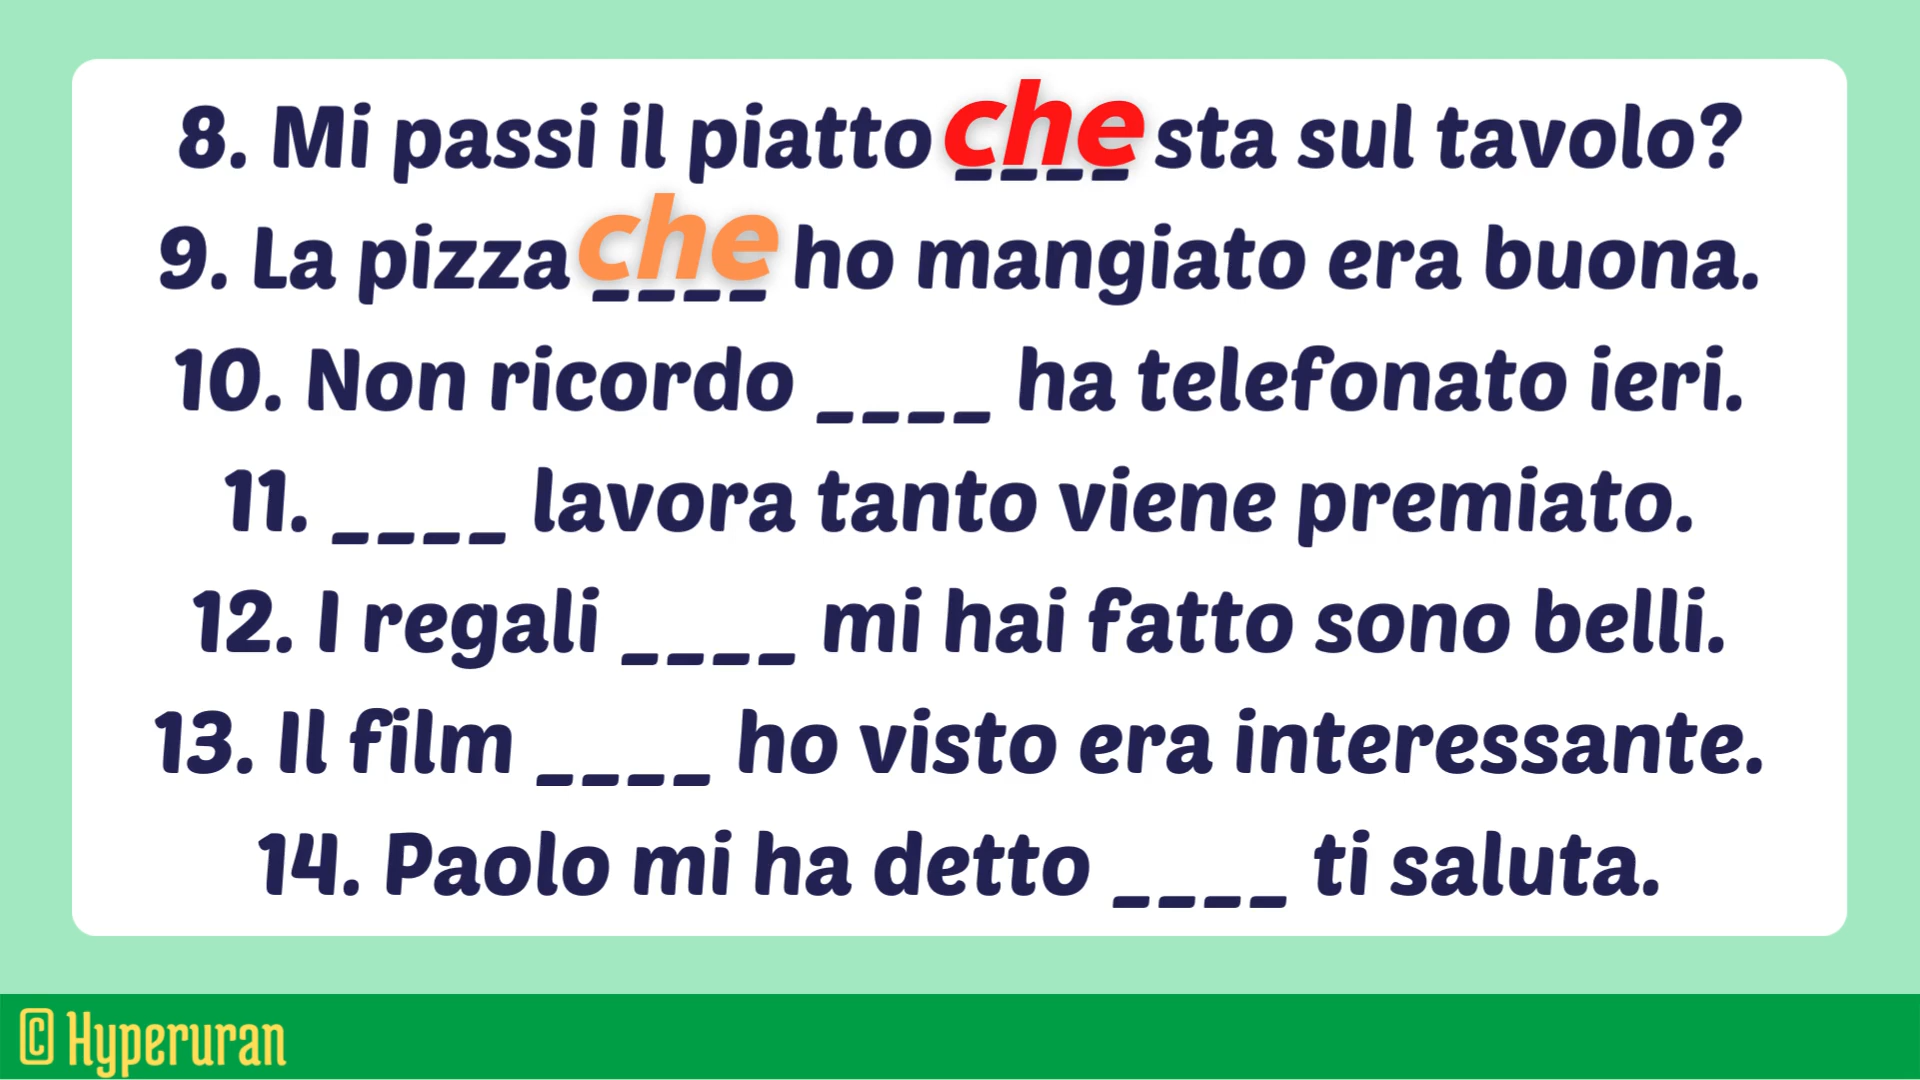 8. Mi passi il piatto che sta sul tavolo?
9. La pizza che ho mangiato era buona.
10. Non ricordo ____ ha telefonato ieri.
11. ____ lavora tanto viene premiato.
12. I regali ____ mi hai fatto sono belli.
13. Il film ____ ho visto era interessante.
14. Paolo mi ha detto ____ ti saluta.
© Hyperuran